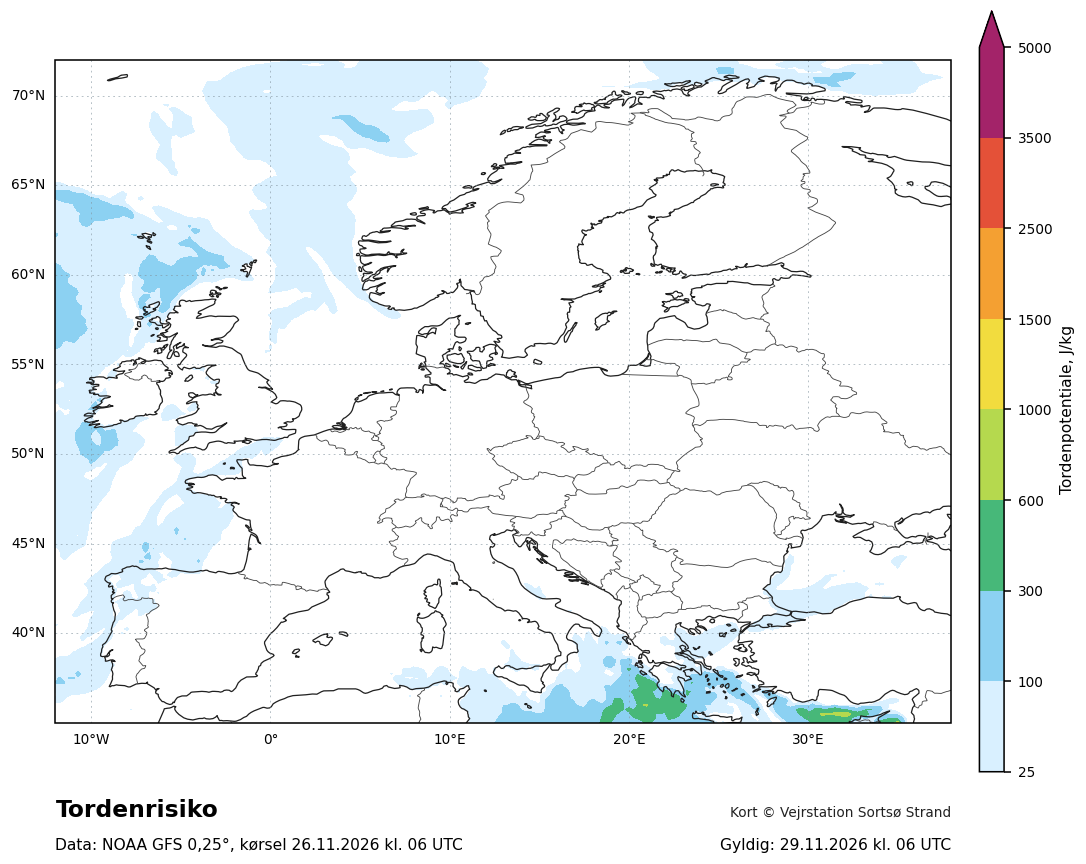 5000
3500
2500
1500
1000
600
300
100
25
Tordenpotentiale, J/kg
70°N
65°N
60°N
55°N
50°N
45°N
40°N
10°W
0°
10°E
20°E
30°E
Tordenrisiko
Kort © Vejrstation Sortsø Strand
Data: NOAA GFS 0,25°, kørsel 26.11.2026 kl. 06 UTC
Gyldig: 29.11.2026 kl. 06 UTC